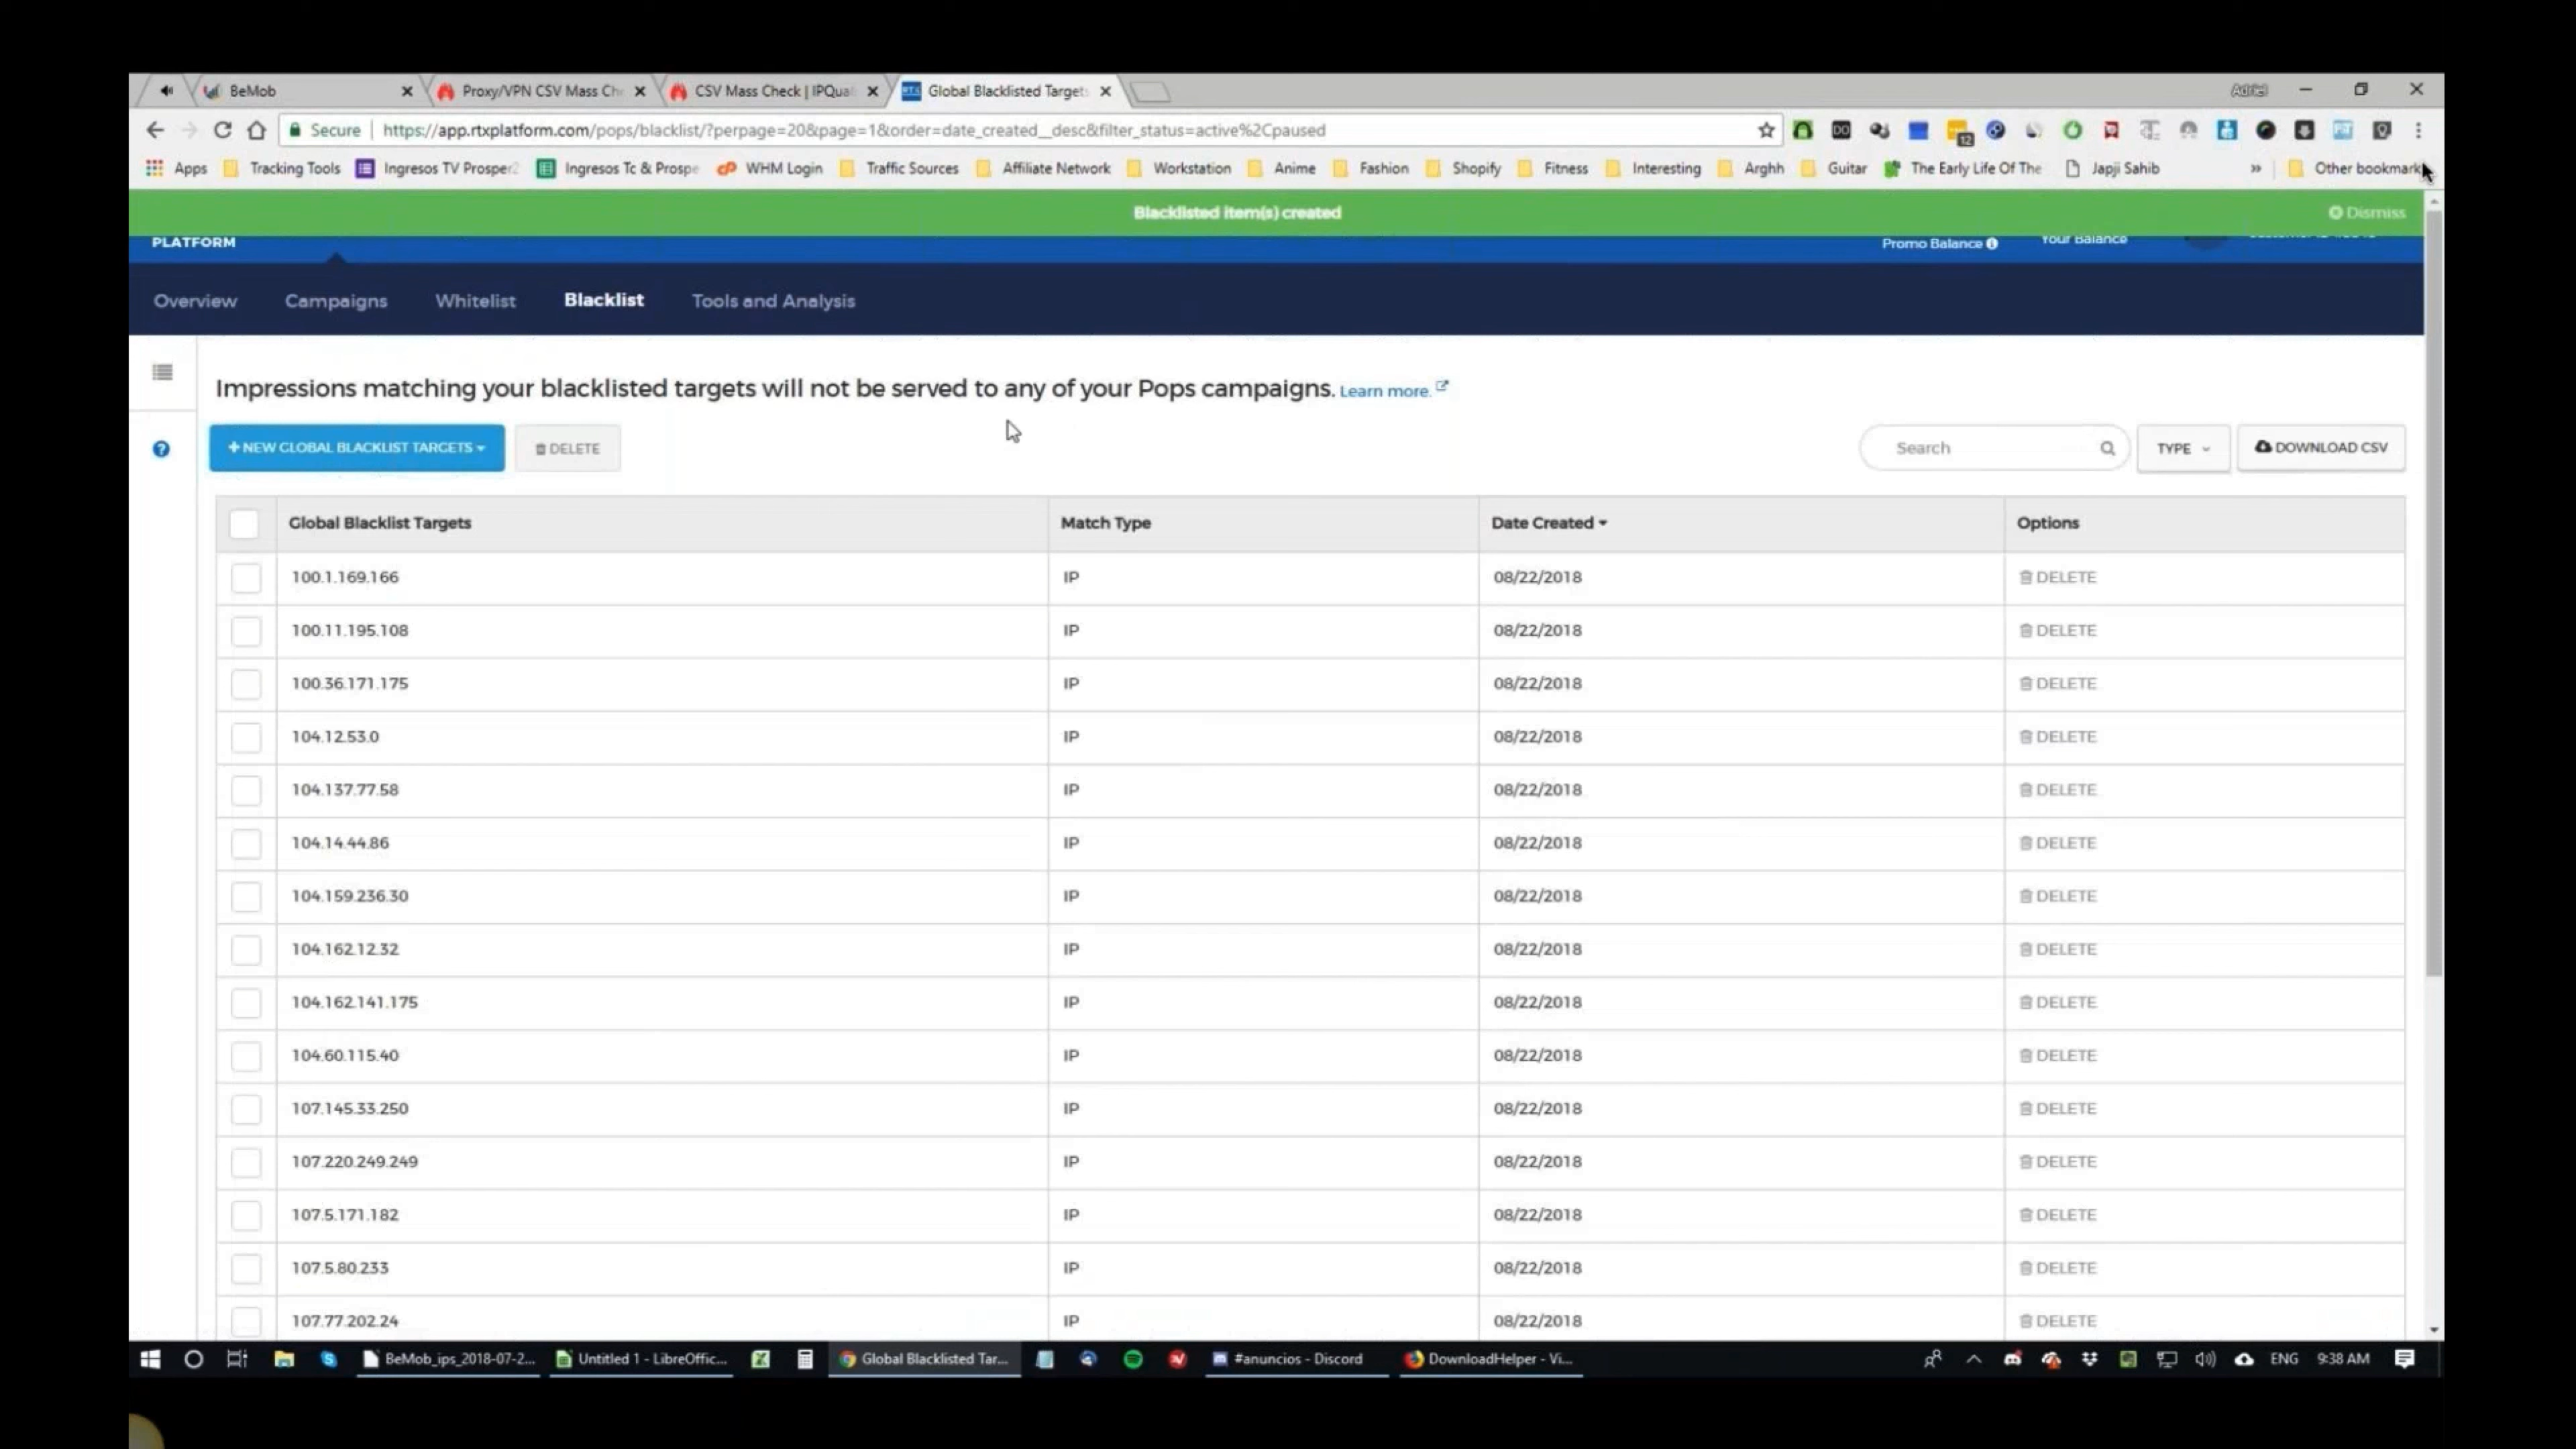 BeMob
Proxy/VPN CSV Mass Ch
CSV Mass Check | IPQual
Global Blacklisted Targets
Adriel
Secure
https://app.rtxplatform.com/pops/blacklist/?perpage=20&page=1&order=date_created__desc&filter_status=active%2Cpaused
12
Apps Tracking Tools Ingresos TV Prosper2 Ingresos Tc & Prospe WHM Login Traffic Sources Affiliate Network Workstation Anime Fashion Shopify Fitness Interesting Arghh Guitar The Early Life Of The Japji Sahib » Other bookmark
Blacklisted item(s) created
Dismiss
PLATFORM
Promo Balance
Your Balance
Overview Campaigns Whitelist Blacklist Tools and Analysis
Impressions matching your blacklisted targets will not be served to any of your Pops campaigns. Learn more.
+ NEW GLOBAL BLACKLIST TARGETS
DELETE
Search
TYPE
DOWNLOAD CSV
Global Blacklist Targets Match Type Date Created Options
100.1.169.166 IP 08/22/2018 DELETE
100.11.195.108 IP 08/22/2018 DELETE
100.36.171.175 IP 08/22/2018 DELETE
104.12.53.0 IP 08/22/2018 DELETE
104.137.77.58 IP 08/22/2018 DELETE
104.14.44.86 IP 08/22/2018 DELETE
104.159.236.30 IP 08/22/2018 DELETE
104.162.12.32 IP 08/22/2018 DELETE
104.162.141.175 IP 08/22/2018 DELETE
104.60.115.40 IP 08/22/2018 DELETE
107.145.33.250 IP 08/22/2018 DELETE
107.220.249.249 IP 08/22/2018 DELETE
107.5.171.182 IP 08/22/2018 DELETE
107.5.80.233 IP 08/22/2018 DELETE
107.77.202.24 IP 08/22/2018 DELETE
BeMob_ips_2018-07-2...
Untitled 1 - LibreOffic...
Global Blacklisted Tar...
#anuncios - Discord
DownloadHelper - Vi...
ENG
9:38 AM